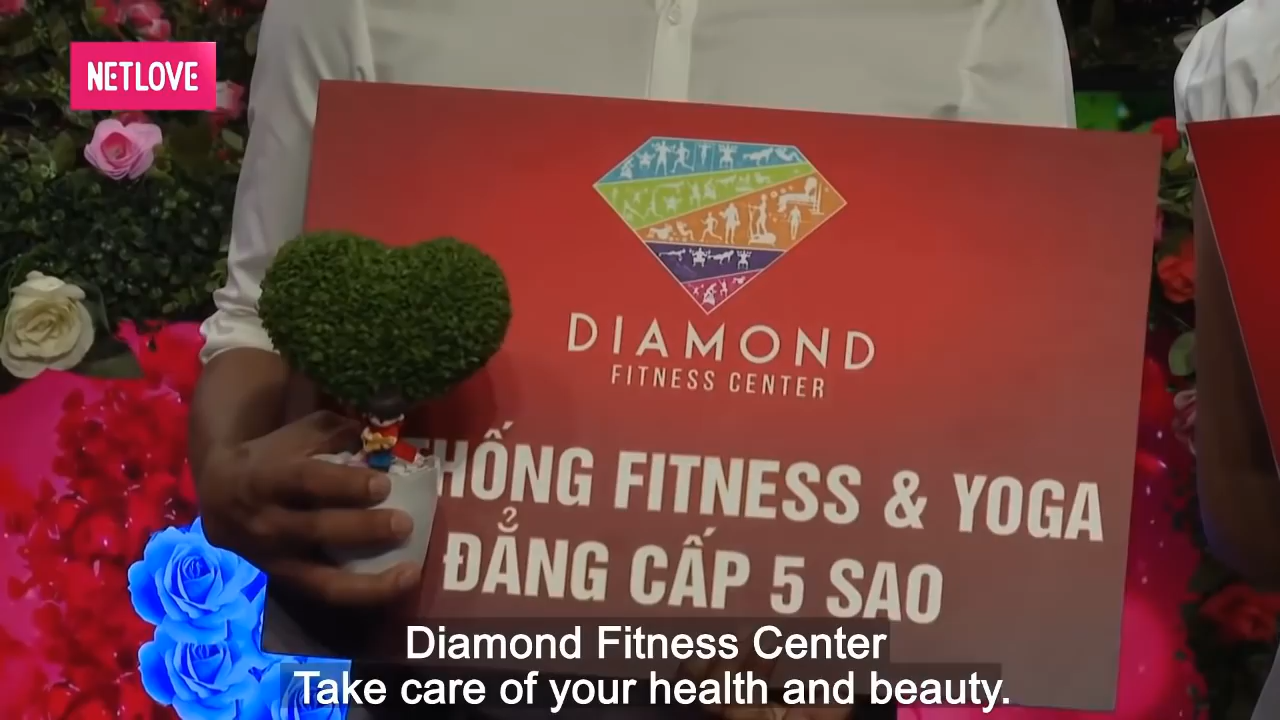 NETLOVE
DIAMOND
FITNESS CENTER
THỐNG FITNESS & YOGA
ĐẲNG CẤP 5 SAO
Diamond Fitness Center
Take care of your health and beauty.